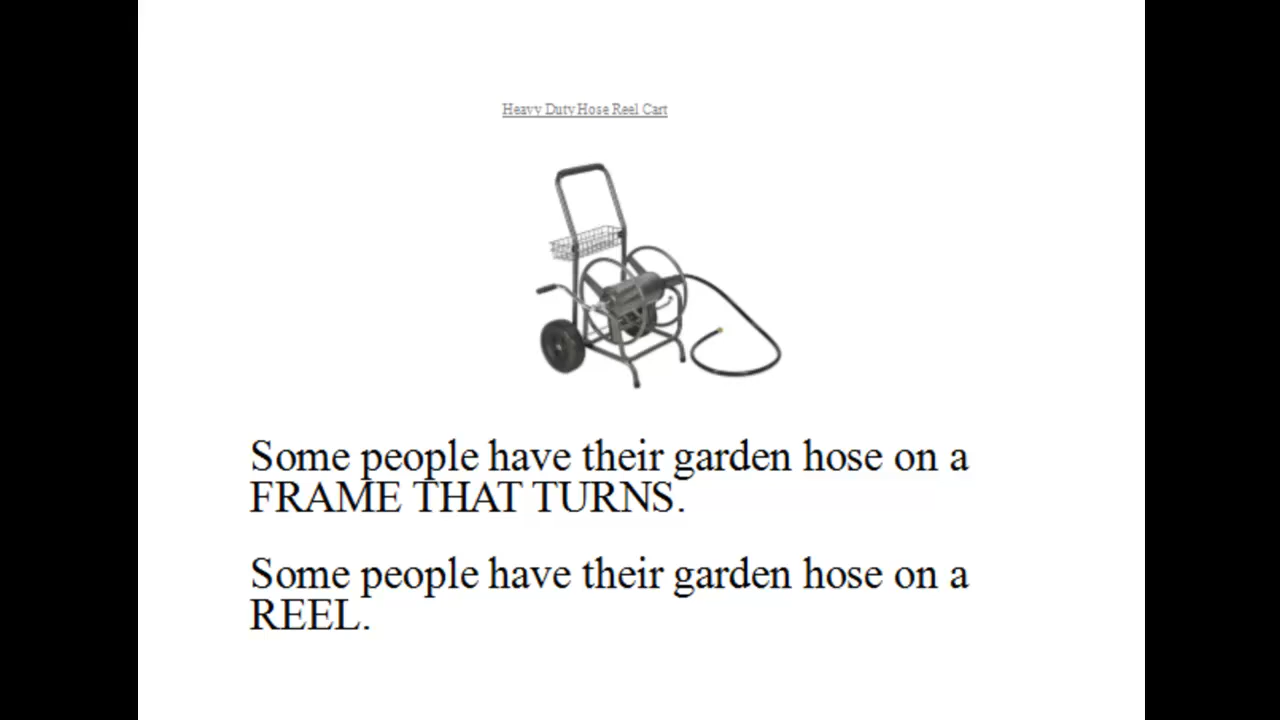 Heavy Duty Hose Reel Cart
Some people have their garden hose on a
FRAME THAT TURNS.
Some people have their garden hose on a
REEL.